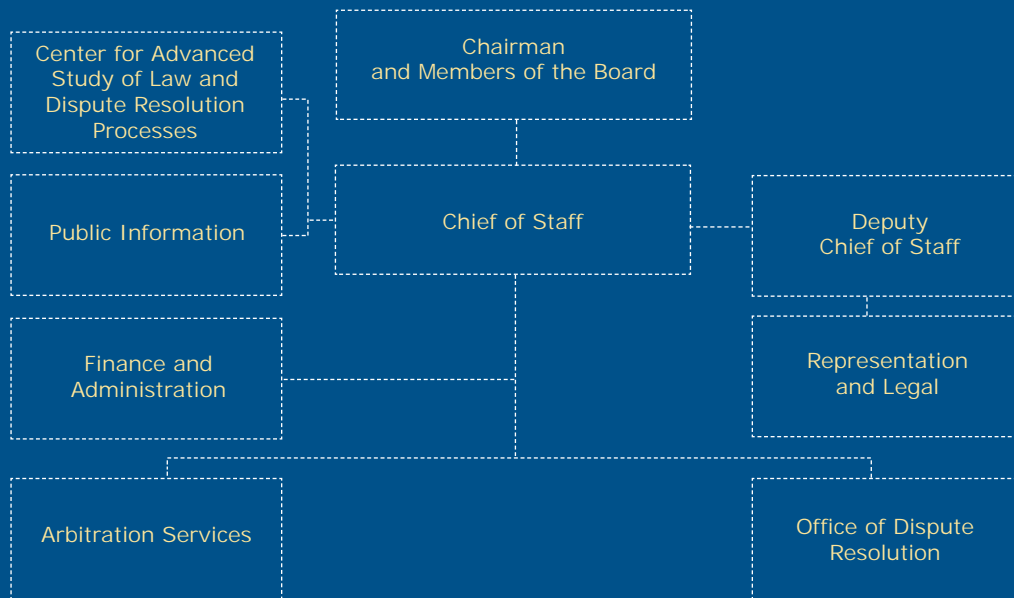 Center for Advanced
Study of Law and
Dispute Resolution
Processes
Chairman
and Members of the Board
Public Information
Chief of Staff
Deputy
Chief of Staff
Finance and
Administration
Representation
and Legal
Arbitration Services
Office of Dispute
Resolution